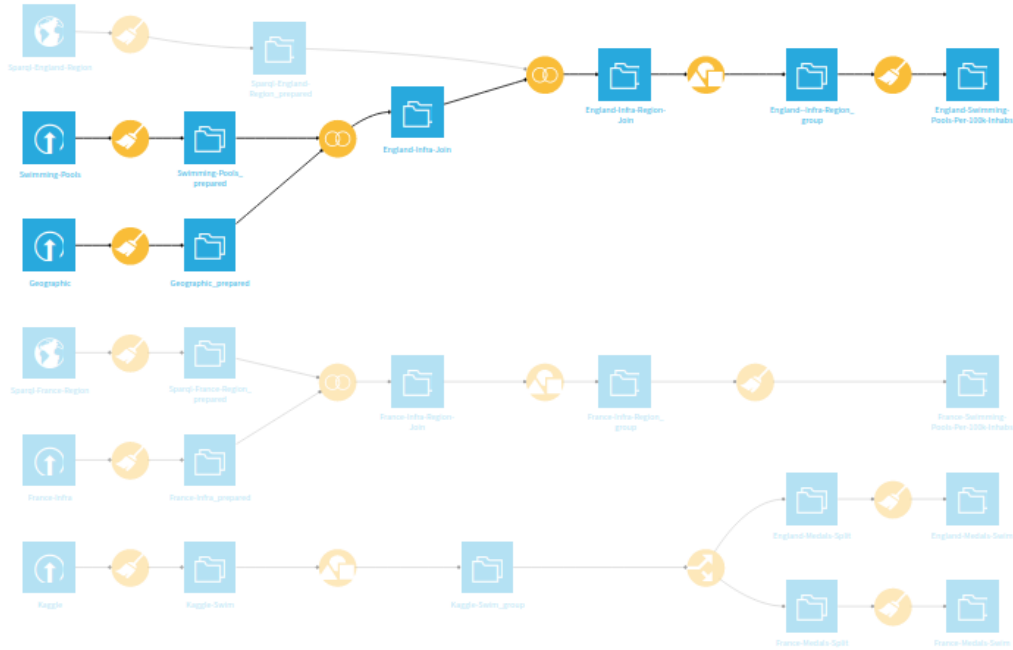 Sparql-England-Region
Sparql-England-
Region_prepared
England-Infra-Region-
Join
England--Infra-Region_
group
England-Swimming-
Pools-Per-100k-Inhabs
England-Infra-Join
Swimming-Pools
Swimming-Pools_
prepared
Geographic
Geographic_prepared
Sparql-France-Region
Sparql-France-Region_
prepared
France-Infra-Region-
Join
France-Infra-Region_
group
France-Swimming-
Pools-Per-100k-Inhabs
France-Infra
France-Infra_prepared
England-Medals-Split
England-Medals-Swim
Kaggle
Kaggle-Swim
Kaggle-Swim_group
France-Medals-Split
France-Medals-Swim